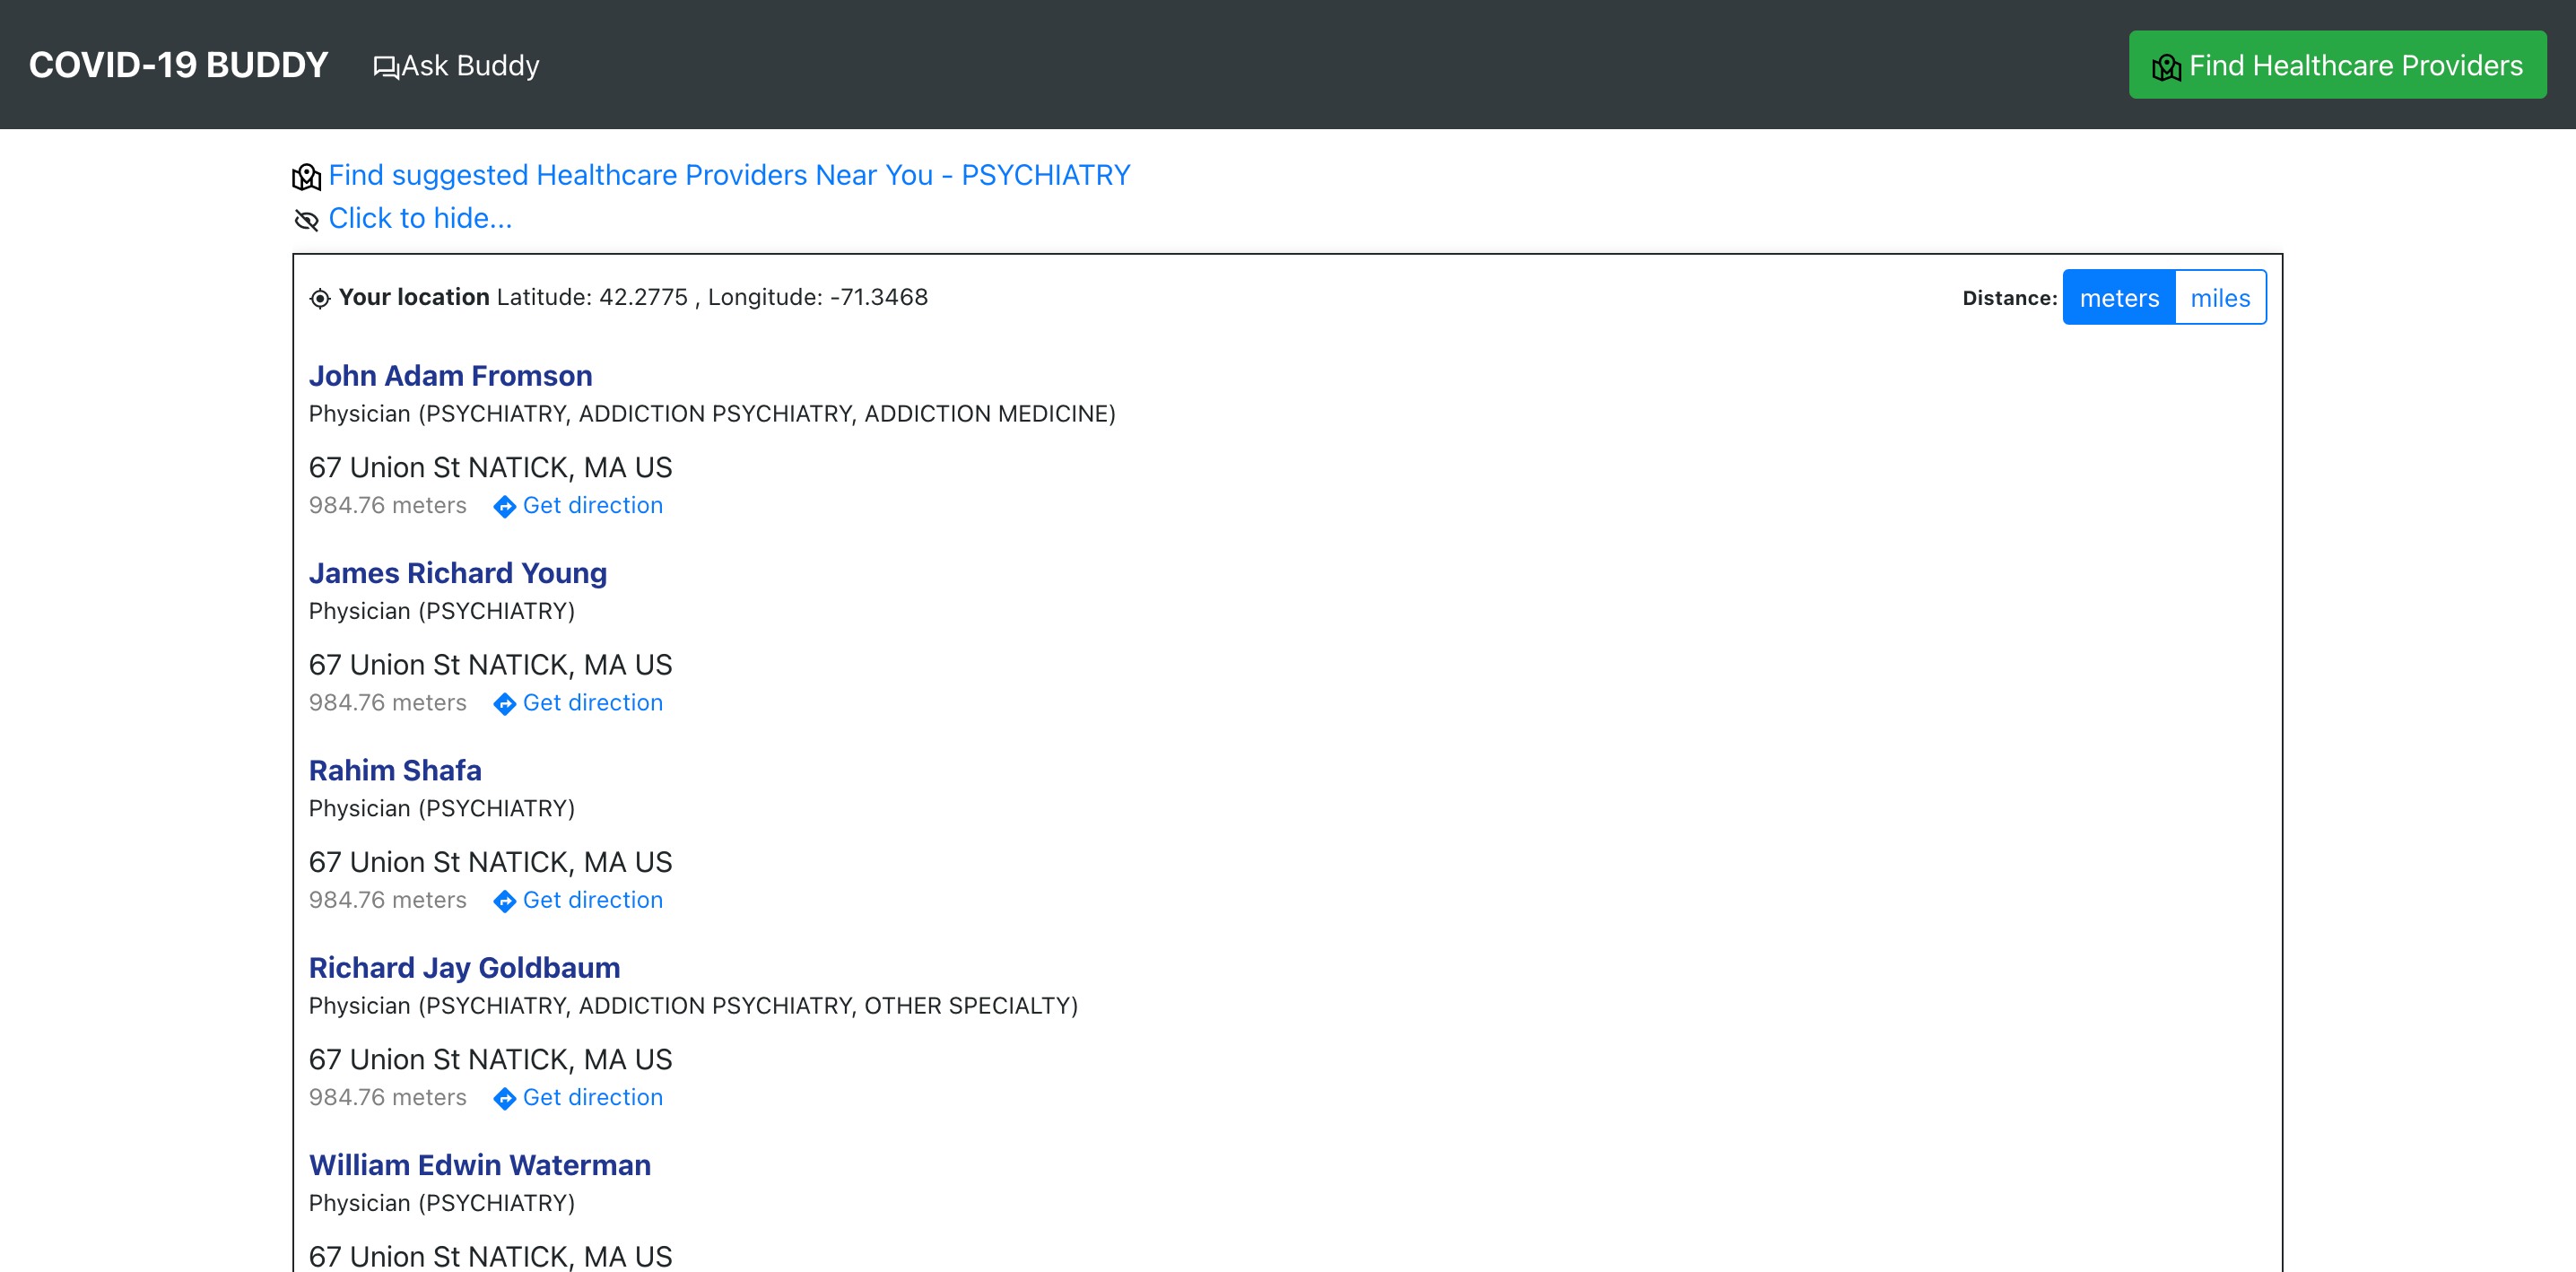 COVID-19 BUDDY Ask Buddy Find Healthcare Providers
Find suggested Healthcare Providers Near You - PSYCHIATRY
Click to hide...
Your location Latitude: 42.2775 , Longitude: -71.3468 Distance: meters miles
John Adam Fromson
Physician (PSYCHIATRY, ADDICTION PSYCHIATRY, ADDICTION MEDICINE)
67 Union St NATICK, MA US
984.76 meters Get direction
James Richard Young
Physician (PSYCHIATRY)
67 Union St NATICK, MA US
984.76 meters Get direction
Rahim Shafa
Physician (PSYCHIATRY)
67 Union St NATICK, MA US
984.76 meters Get direction
Richard Jay Goldbaum
Physician (PSYCHIATRY, ADDICTION PSYCHIATRY, OTHER SPECIALTY)
67 Union St NATICK, MA US
984.76 meters Get direction
William Edwin Waterman
Physician (PSYCHIATRY)
67 Union St NATICK, MA US